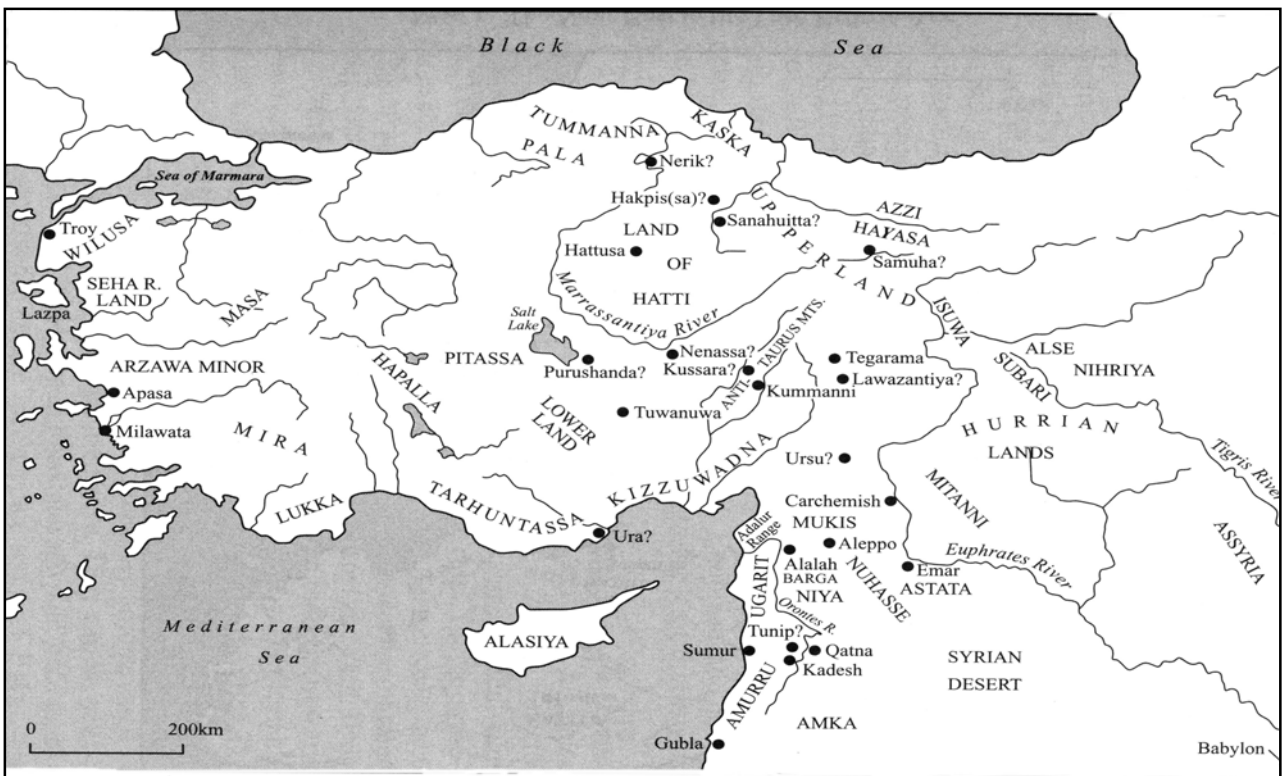 Black Sea
TUMMANNA
KASKA
PALA
Nerik?
Sea of Marmara
Hakpis(sa)?
UPPER LAND
AZZI
Sanahuitta?
Troy
WILUSA
LAND
OF
HATTI
HAYASA
Hattusa
Samuha?
SEHA R.
LAND
Lazpa
MASA
Marrassantiya River
ISUWA
Salt
Lake
ANTI-TAURUS MTS.
ALSE
PITASSA
Nenassa?
Kussara?
Tegarama
NIHRIYA
ARZAWA MINOR
HAPALLA
Purushanda?
Lawazantiya?
SUBARI
Apasa
Kummanni
Tuwanuwa
LOWER
LAND
Milawata
MIRA
HURRIAN
LANDS
KIZZUWADNA
Ursu?
Tigris River
LUKKA
TARHUNTASSA
Carchemish
MITANNI
MUKIS
Ura?
Adalur
Range
Aleppo
ASSYRIA
Alalah
Euphrates River
BARGA
Emar
ASTATA
NIYA
NUHASSE
UGARIT
Orontes R.
Mediterranean
Sea
ALASIYA
Tunip?
Sumur
Qatna
Kadesh
SYRIAN
DESERT
AMURRU
AMKA
0 200km
Gubla
Babylon